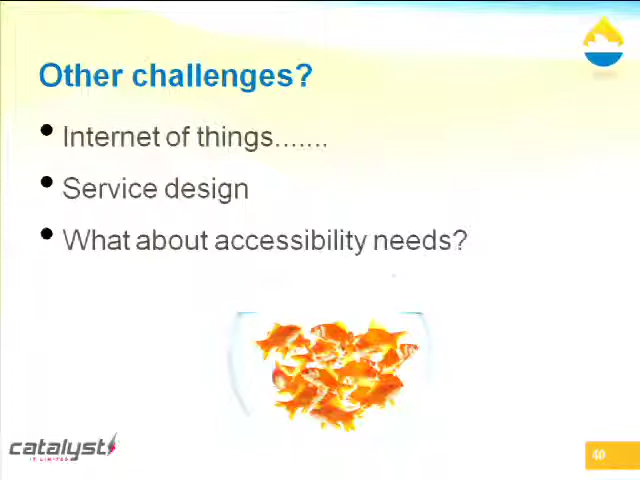 Other challenges?
• Internet of things.......
• Service design
• What about accessibility needs?
catalyst
IT LIMITED
40